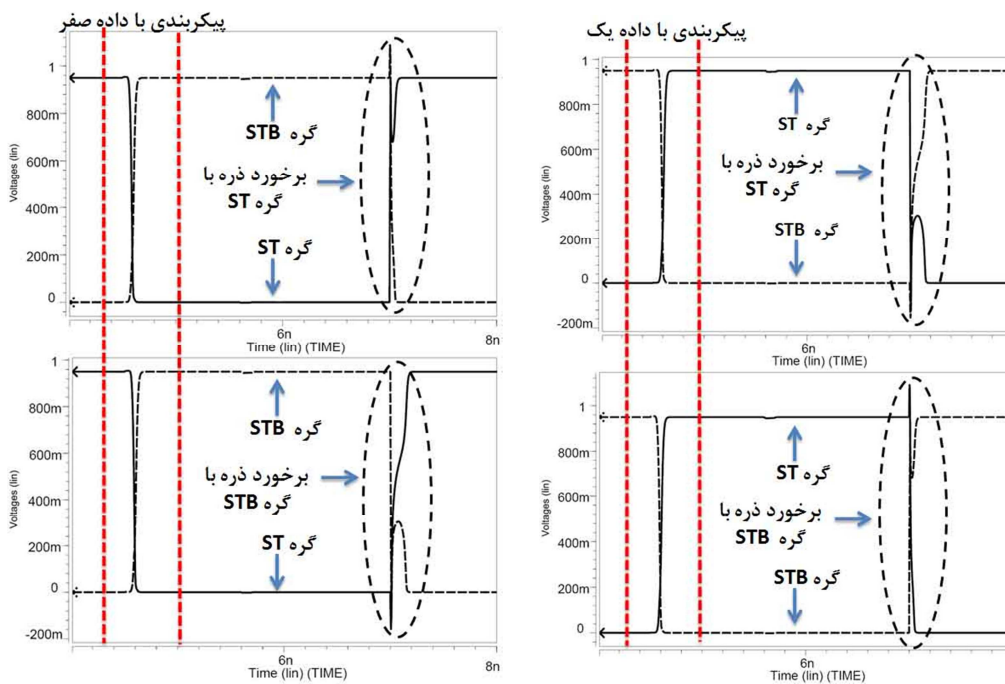 پیکربندی با داده صفر
1
800m
600m
400m
200m
0
Voltages (lin)
گره STB
برخورد ذره با
گره ST
گره ST
6n
8n
Time (lin) (TIME)
پیکربندی با داده یک
1
800m
600m
400m
200m
0
-200m
Voltages (lin)
گره ST
برخورد ذره با
گره ST
گره STB
6n
Time (lin) (TIME)
1
800m
600m
400m
200m
0
-200m
Voltages (lin)
گره STB
برخورد ذره با
گره STB
گره ST
6n
8n
Time (lin) (TIME)
1
800m
600m
400m
200m
0
Voltages (lin)
گره ST
برخورد ذره با
گره STB
گره STB
6n
Time (lin) (TIME)